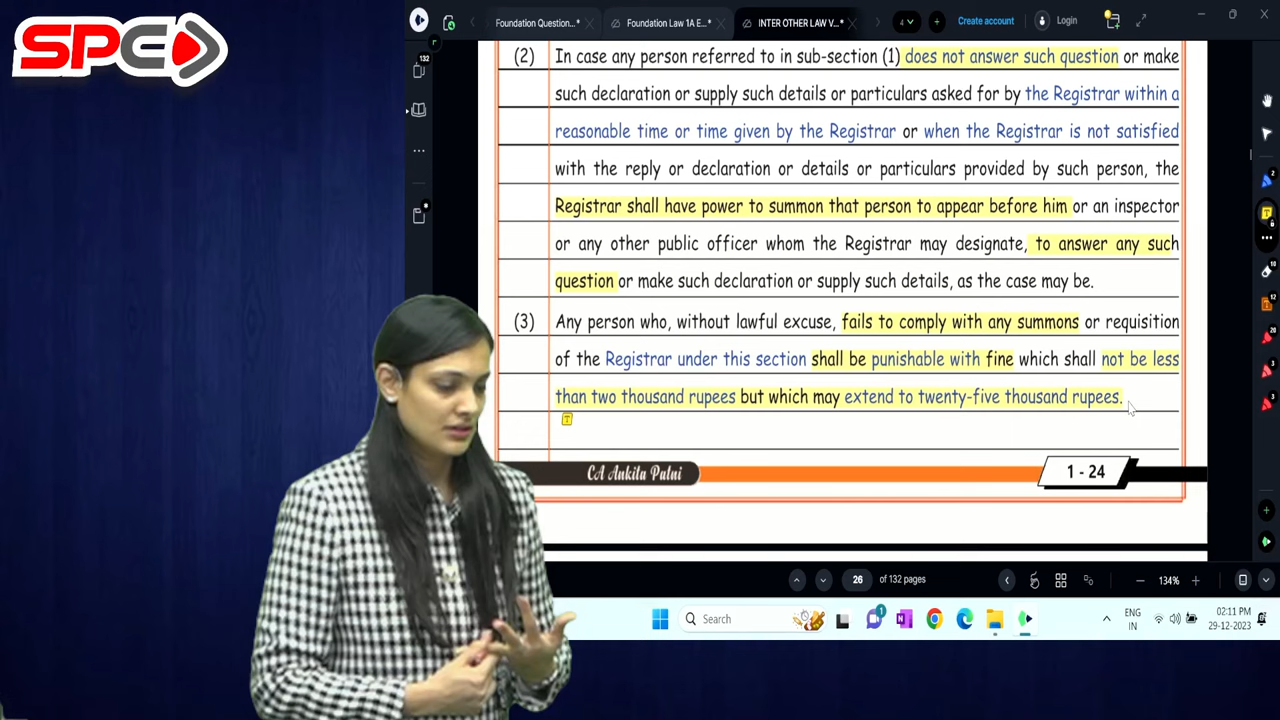 SPC
Foundation Question...*
Foundation Law 1A E...*
INTER OTHER LAW V...*
4
Create account
Login
132
(2) In case any person referred to in sub-section (1) does not answer such question or make
such declaration or supply such details or particulars asked for by the Registrar within a
reasonable time or time given by the Registrar or when the Registrar is not satisfied
with the reply or declaration or details or particulars provided by such person, the
Registrar shall have power to summon that person to appear before him or an inspector
or any other public officer whom the Registrar may designate, to answer any such
question or make such declaration or supply such details, as the case may be.
(3) Any person who, without lawful excuse, fails to comply with any summons or requisition
of the Registrar under this section shall be punishable with fine which shall not be less
than two thousand rupees but which may extend to twenty-five thousand rupees.
T
CA Ankita Patni
1 - 24
26 of 132 pages
134%
Search
ENG
IN
02:11 PM
29-12-2023